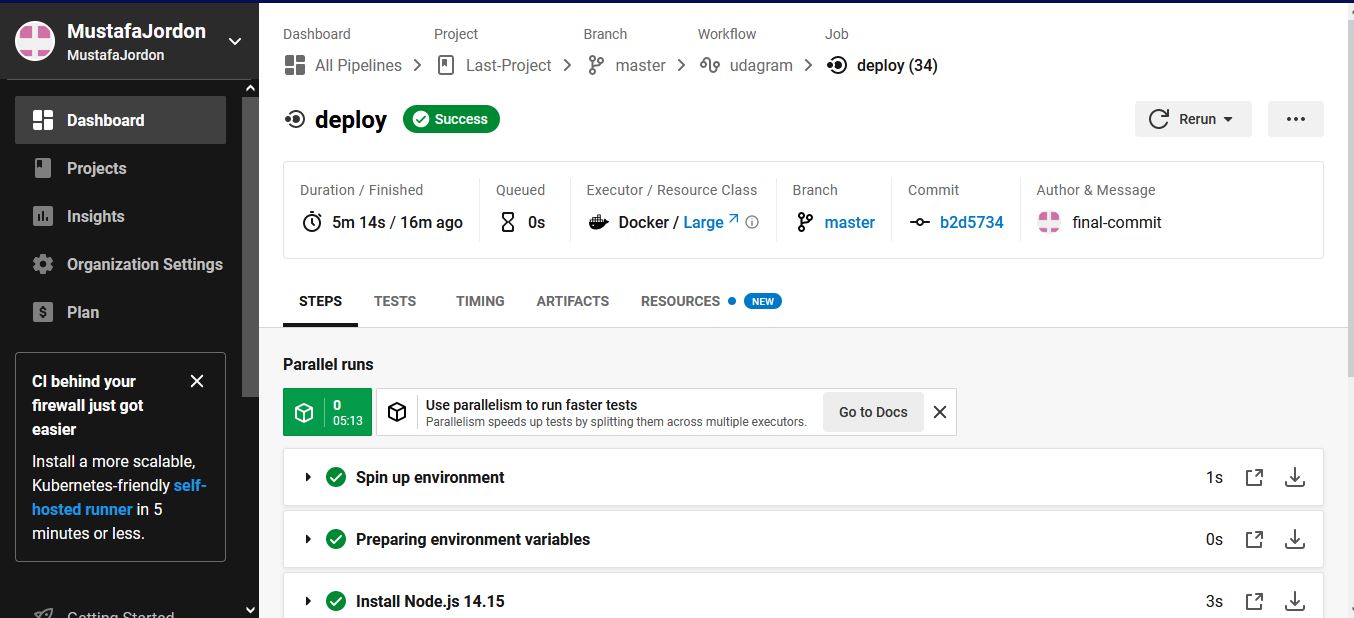 MustafaJordon
MustafaJordon
Dashboard
Projects
Insights
Organization Settings
Plan
CI behind your
firewall just got
easier
Install a more scalable,
Kubernetes-friendly self-
hosted runner in 5
minutes or less.
Getting Started
Dashboard Project Branch Workflow Job
All Pipelines Last-Project master udagram deploy (34)
deploy Success Rerun
Duration / Finished Queued Executor / Resource Class Branch Commit Author & Message
5m 14s / 16m ago 0s Docker / Large master b2d5734 final-commit
STEPS TESTS TIMING ARTIFACTS RESOURCES NEW
Parallel runs
0
05:13
Use parallelism to run faster tests
Parallelism speeds up tests by splitting them across multiple executors.
Go to Docs
Spin up environment 1s
Preparing environment variables 0s
Install Node.js 14.15 3s